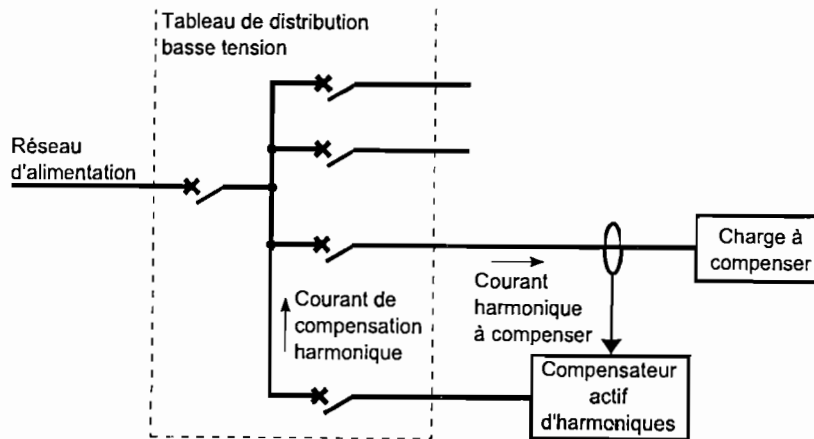 Tableau de distribution
basse tension
Réseau
d'alimentation
Charge à
compenser
Courant de
compensation
harmonique
Courant
harmonique
à compenser
Compensateur
actif
d'harmoniques